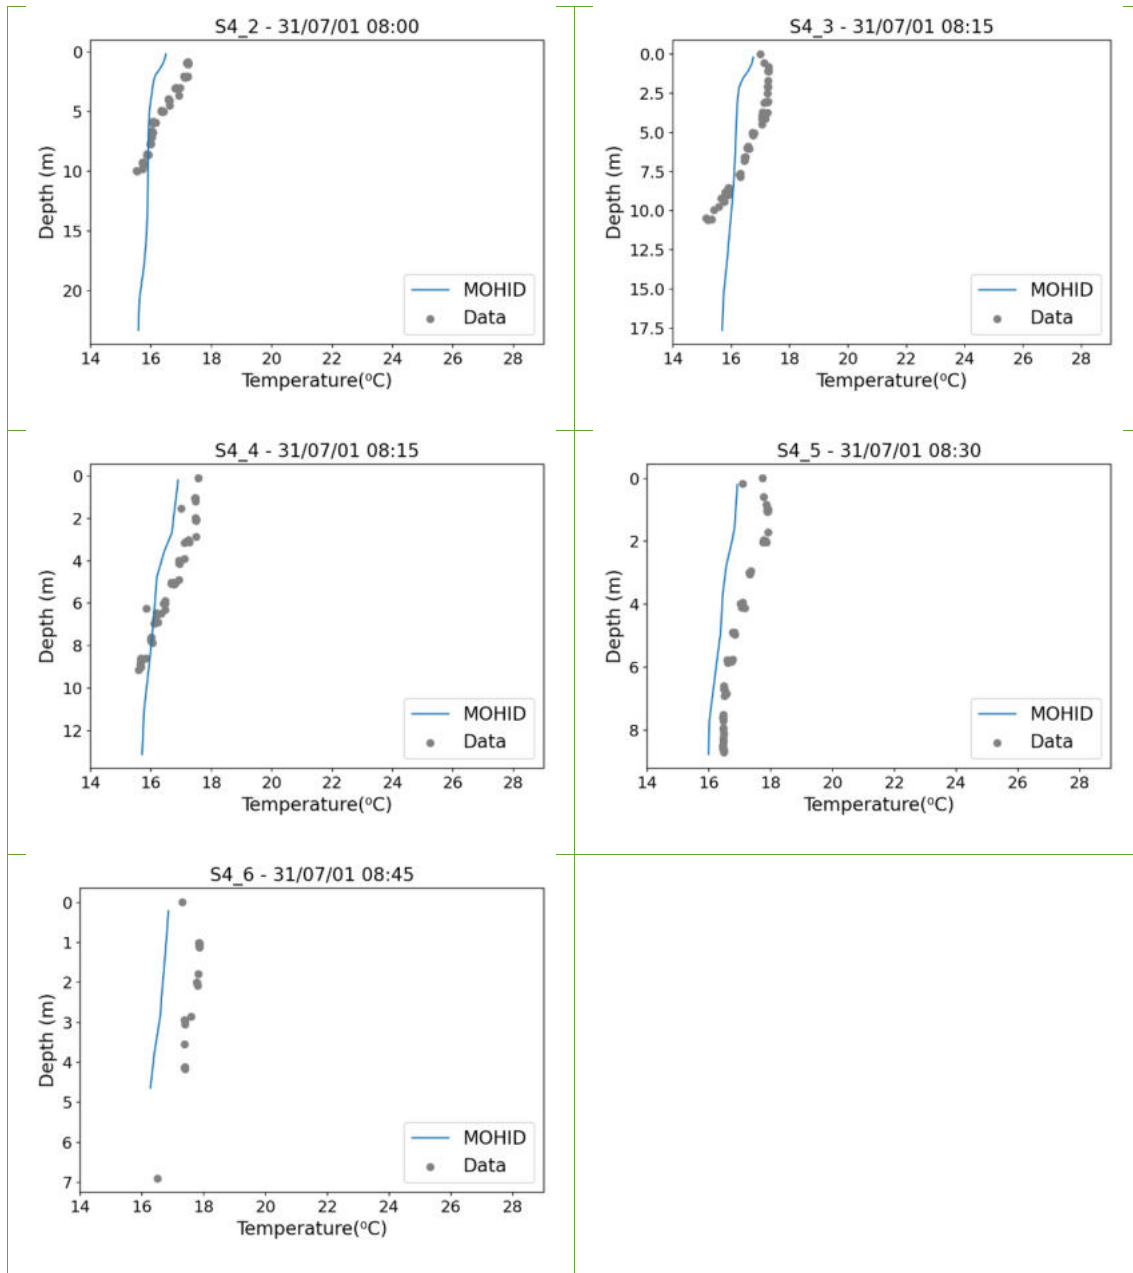 S4_2 - 31/07/01 08:00
0
5
10
15
20
Depth (m)
MOHID
Data
14 16 18 20 22 24 26 28
Temperature(⁰C)
S4_3 - 31/07/01 08:15
0.0
2.5
5.0
7.5
10.0
12.5
15.0
17.5
Depth (m)
MOHID
Data
14 16 18 20 22 24 26 28
Temperature(⁰C)
S4_4 - 31/07/01 08:15
0
2
4
6
8
10
12
Depth (m)
MOHID
Data
14 16 18 20 22 24 26 28
Temperature(⁰C)
S4_5 - 31/07/01 08:30
0
2
4
6
8
Depth (m)
MOHID
Data
14 16 18 20 22 24 26 28
Temperature(⁰C)
S4_6 - 31/07/01 08:45
0
1
2
3
4
5
6
7
Depth (m)
MOHID
Data
14 16 18 20 22 24 26 28
Temperature(⁰C)